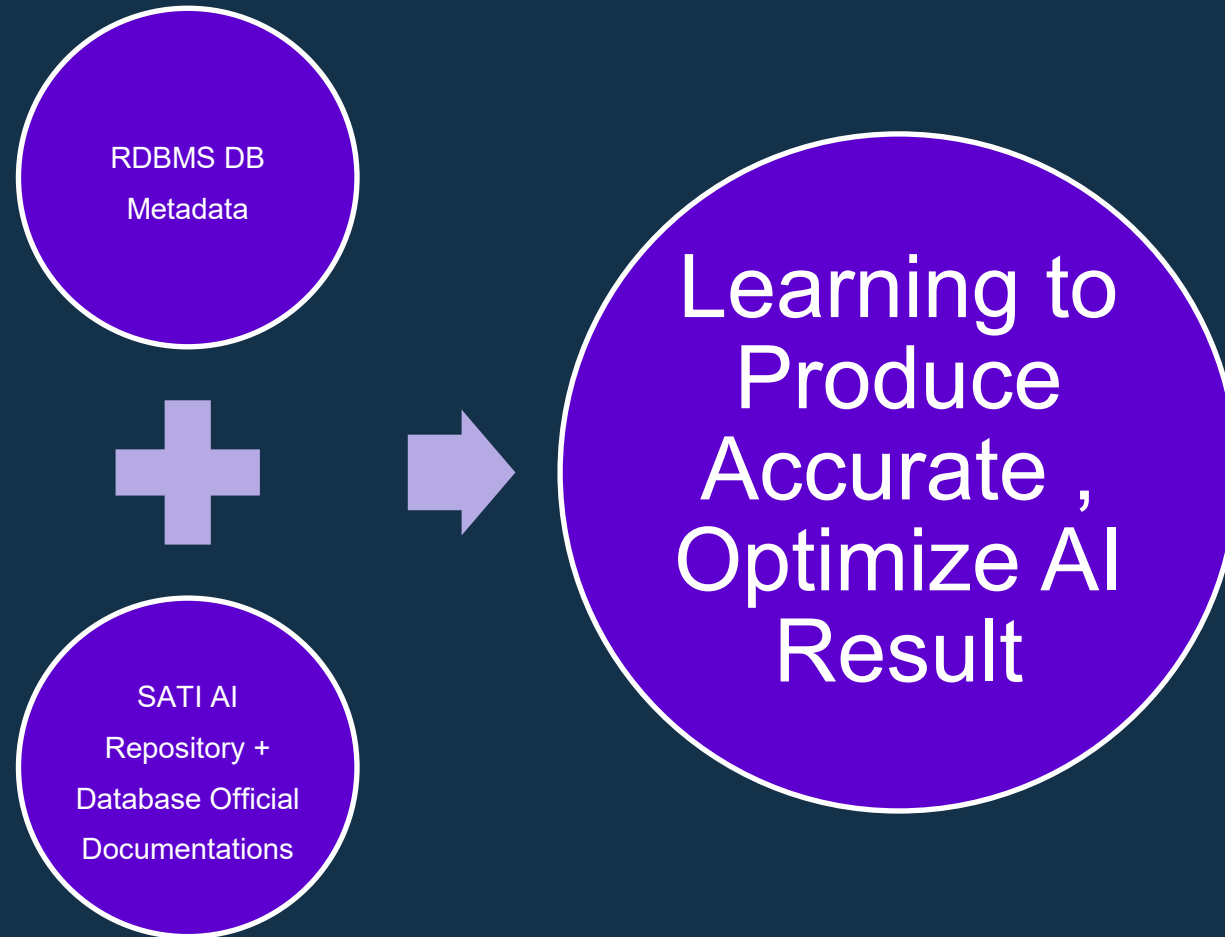 RDBMS DB
Metadata
SATI AI
Repository +
Database Official
Documentations
Learning to
Produce
Accurate ,
Optimize AI
Result